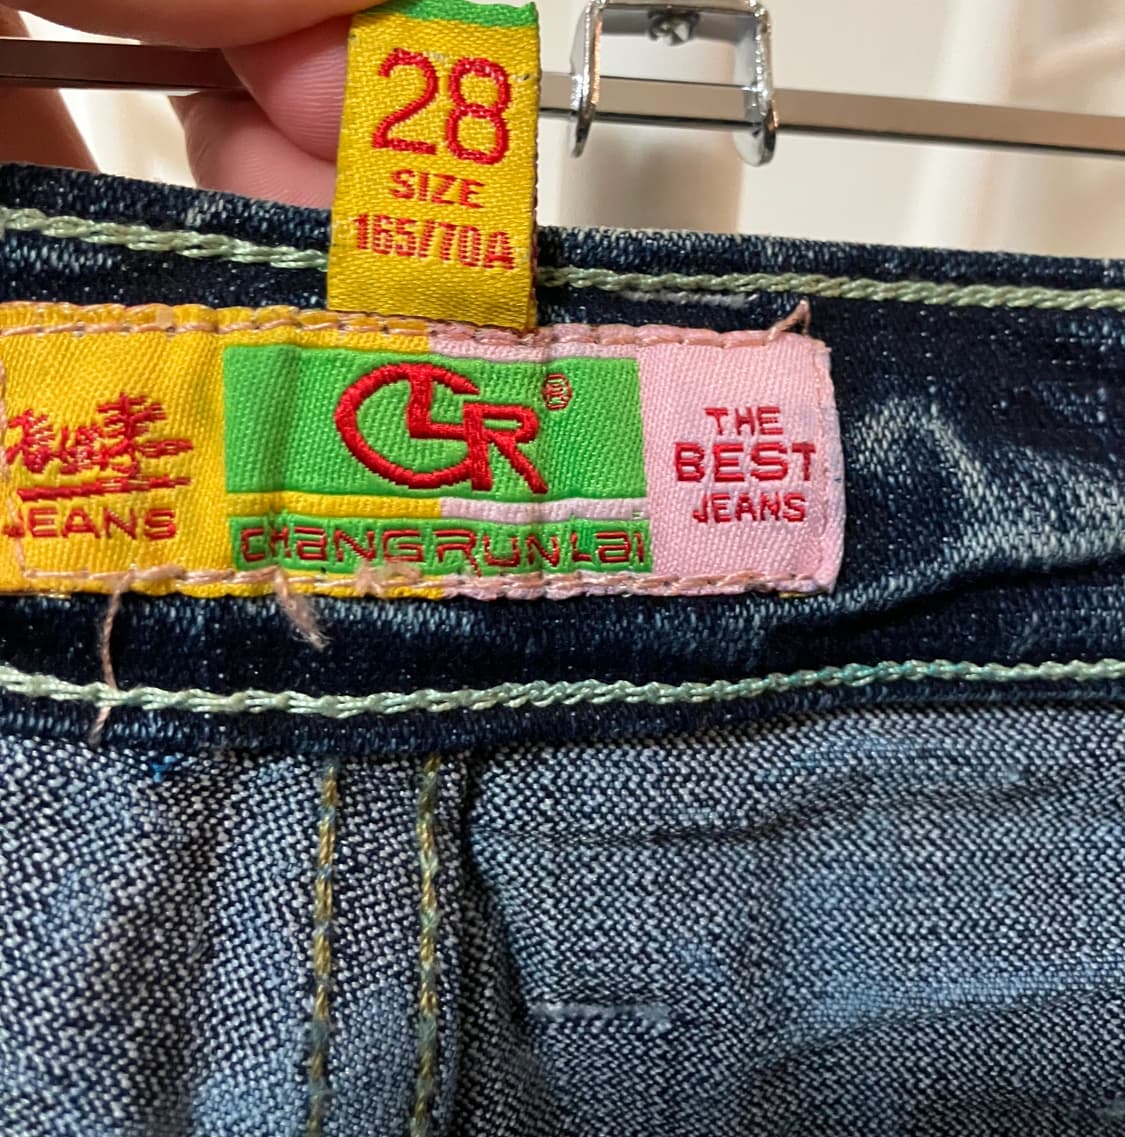 28
SIZE
165/70A
JEANS
CLR®
CHANGRUNLAI
THE
BEST
JEANS